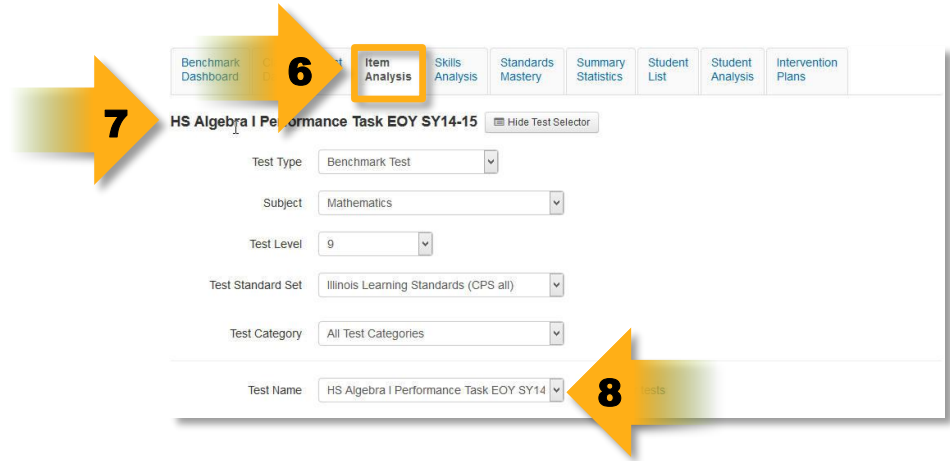 6
Benchmark Dashboard
Item Analysis
Skills Analysis
Standards Mastery
Summary Statistics
Student List
Student Analysis
Intervention Plans
7
HS Algebra I Performance Task EOY SY14-15
Hide Test Selector
Test Type Benchmark Test
Subject Mathematics
Test Level 9
Test Standard Set Illinois Learning Standards (CPS all)
Test Category All Test Categories
Test Name HS Algebra I Performance Task EOY SY14
8
tests